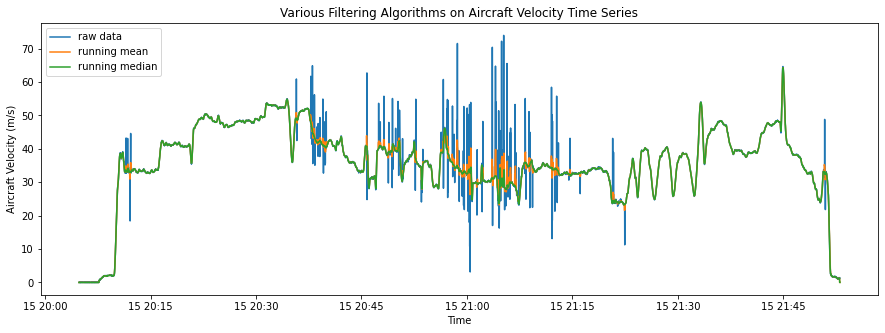 Various Filtering Algorithms on Aircraft Velocity Time Series
raw data
running mean
running median
Aircraft Velocity (m/s)
70
60
50
40
30
20
10
0
15 20:00
15 20:15
15 20:30
15 20:45
15 21:00
15 21:15
15 21:30
15 21:45
Time